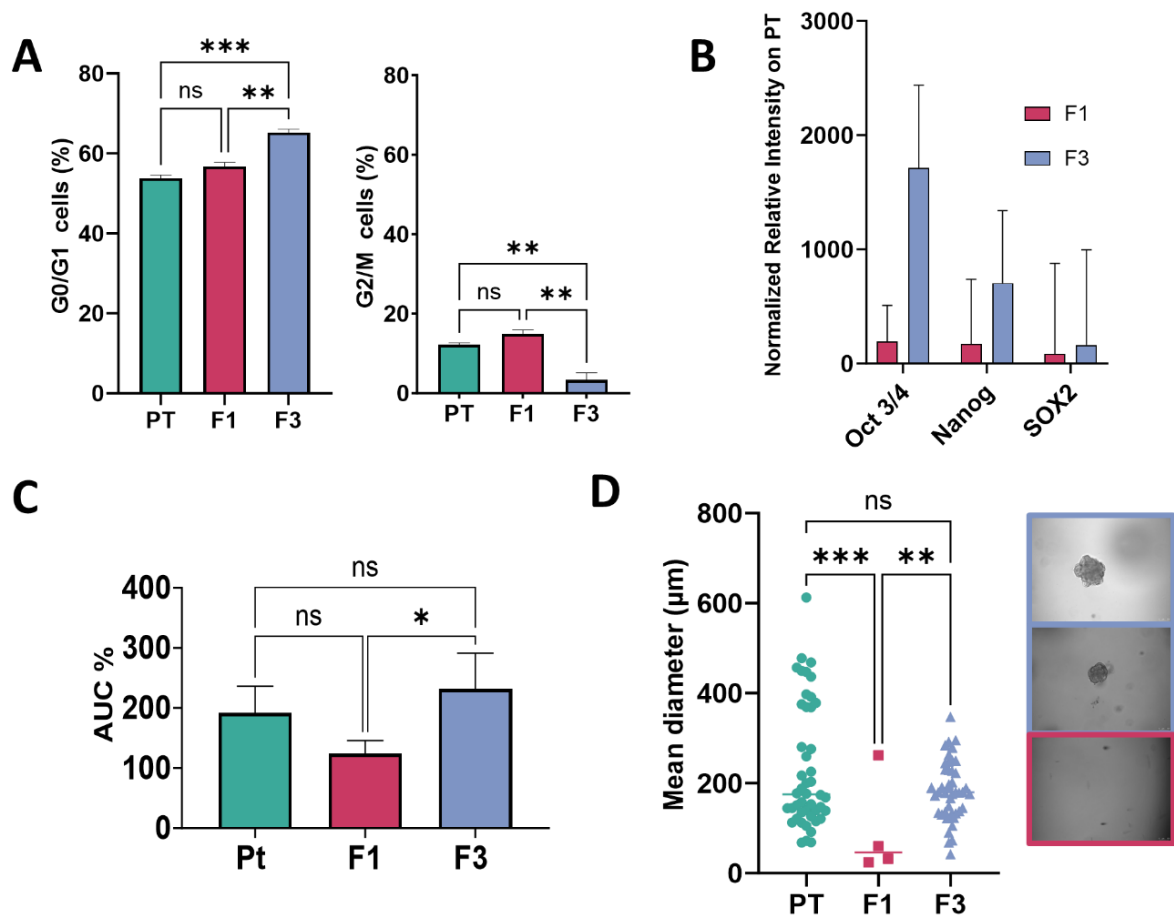 A
***
ns
**
80
60
40
20
0
G0/G1 cells (%)
PT
F1
F3
**
ns
**
80
60
40
20
0
G2/M cells (%)
PT
F1
F3
B
3000
2000
1000
0
Normalized Relative Intensity on PT
F1
F3
Oct 3/4
Nanog
SOX2
C
ns
ns
*
400
300
200
100
0
AUC %
Pt
F1
F3
D
ns
***
**
800
600
400
200
0
Mean diameter (µm)
PT
F1
F3